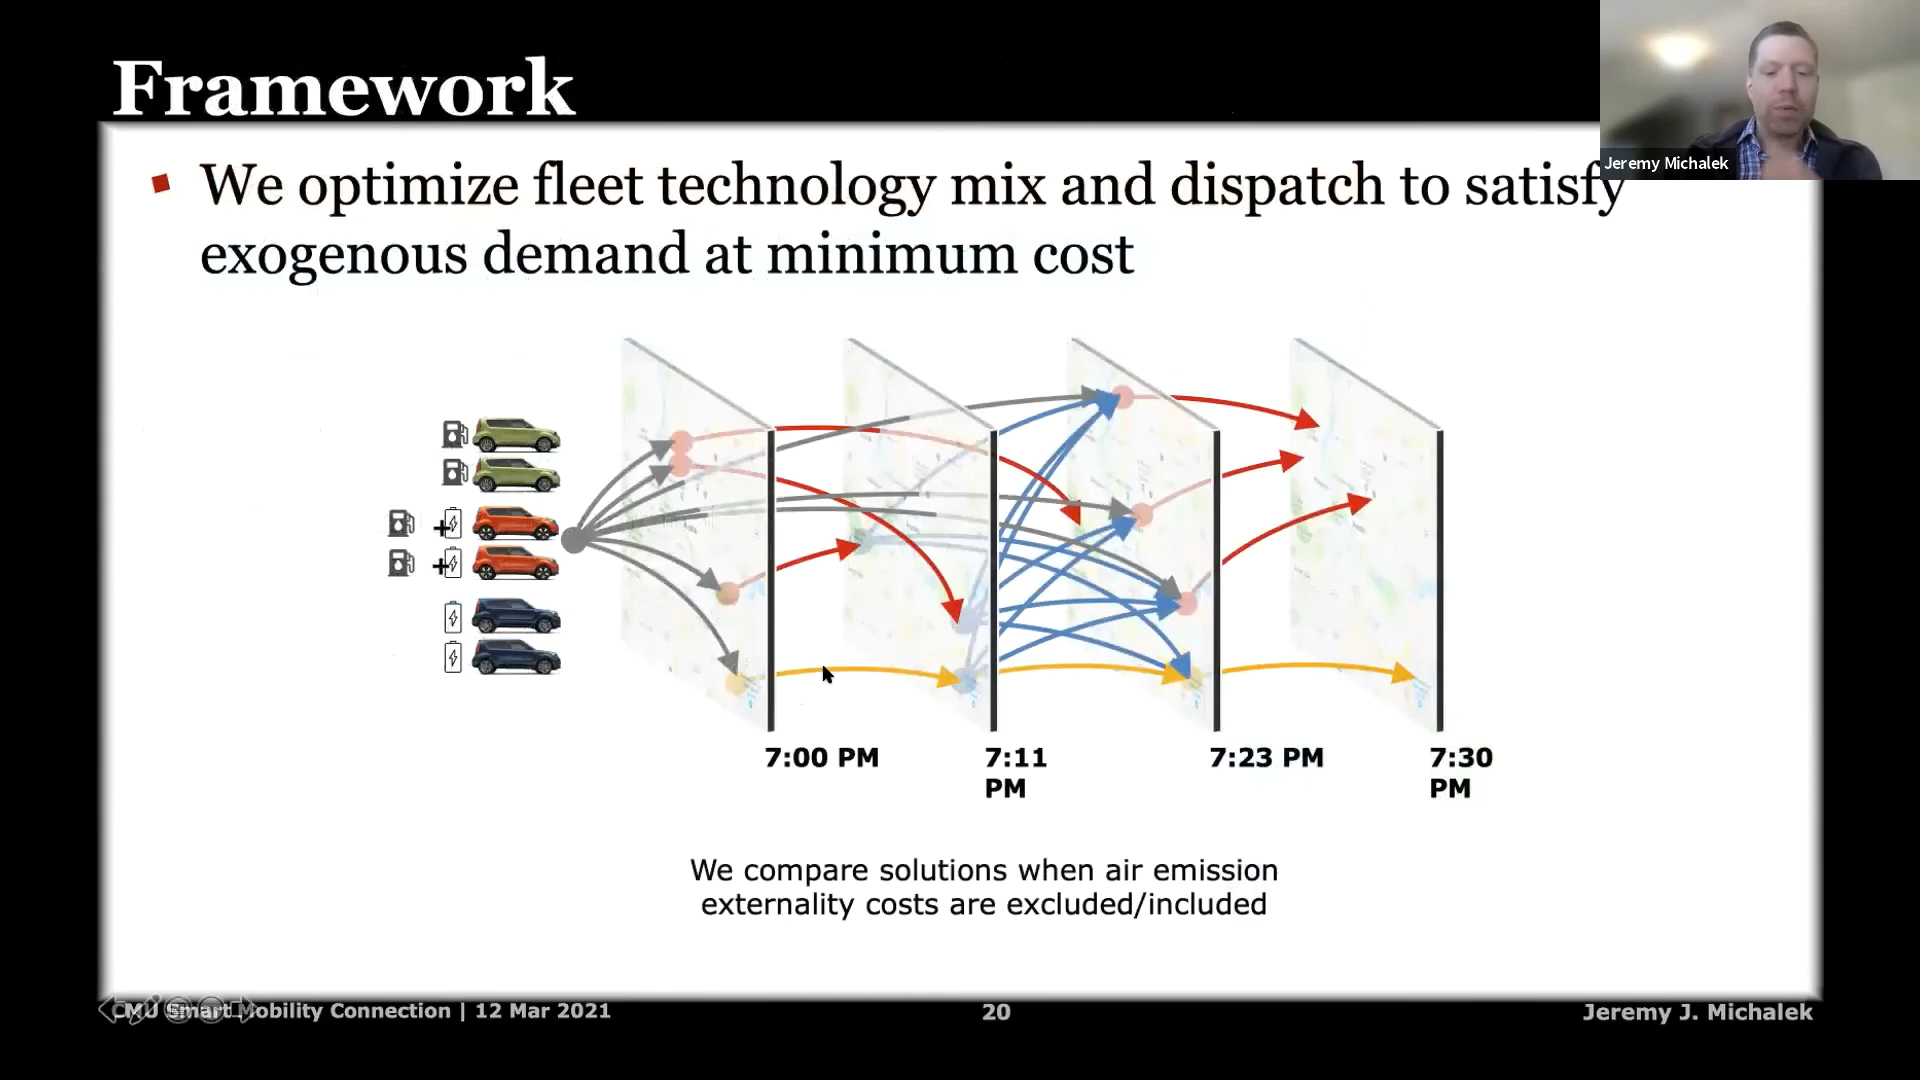 Framework
Jeremy Michalek
We optimize fleet technology mix and dispatch to satisfy
exogenous demand at minimum cost
7:00 PM
7:11
PM
7:23 PM
7:30
PM
We compare solutions when air emission
externality costs are excluded/included
CMU Smart Mobility Connection | 12 Mar 2021
20
Jeremy J. Michalek